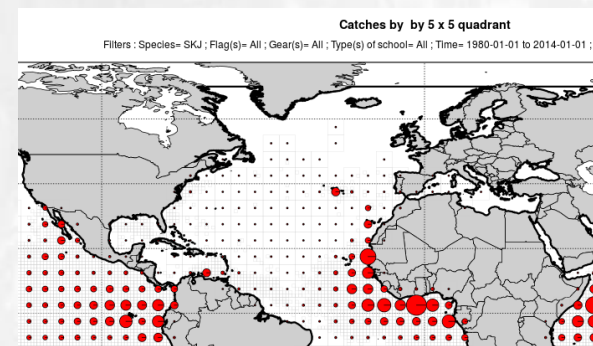 Catches by by 5 x 5 quadrant
Filters : Species= SKJ ; Flag(s)= All ; Gear(s)= All ; Type(s) of school= All ; Time= 1980-01-01 to 2014-01-01 ;